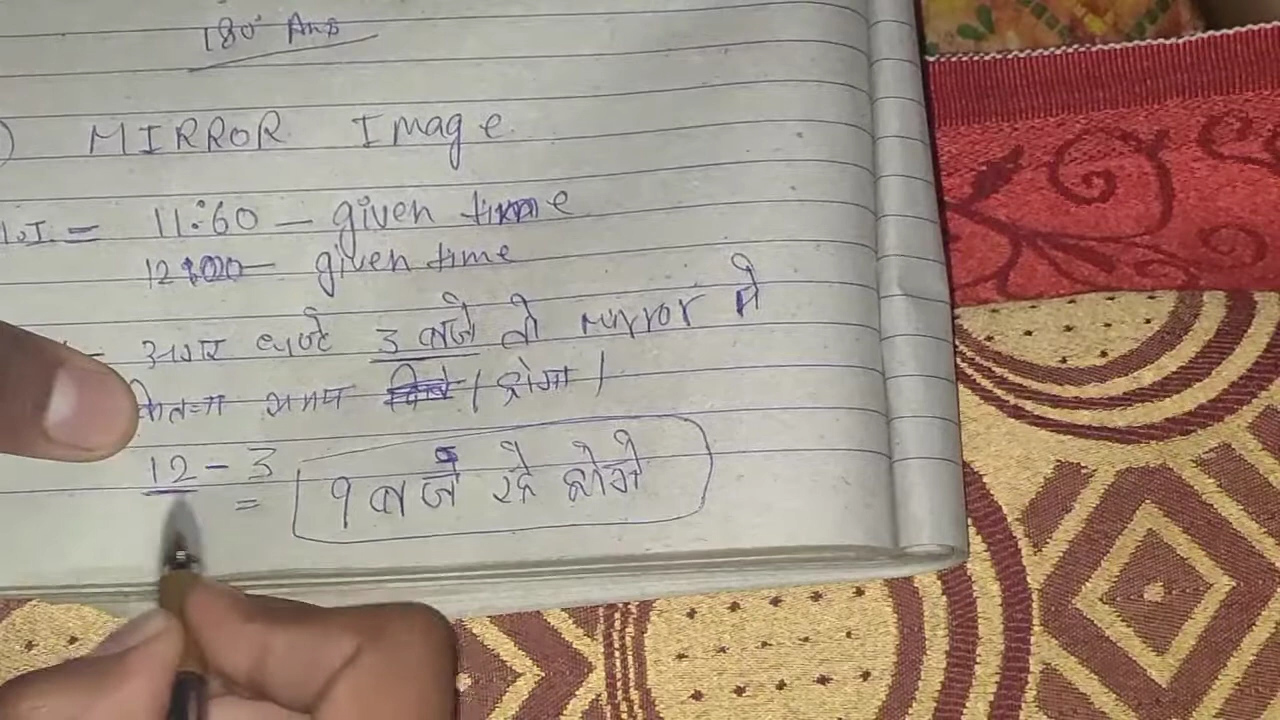 180° Ans
) MIRROR Image
M.I = 11:60 – given time
12 – given time
अगर घड़ी 3 बजे तो mirror मे
कितना समय ( होगा )
12 - 3
= 9 बजे रहे होगे